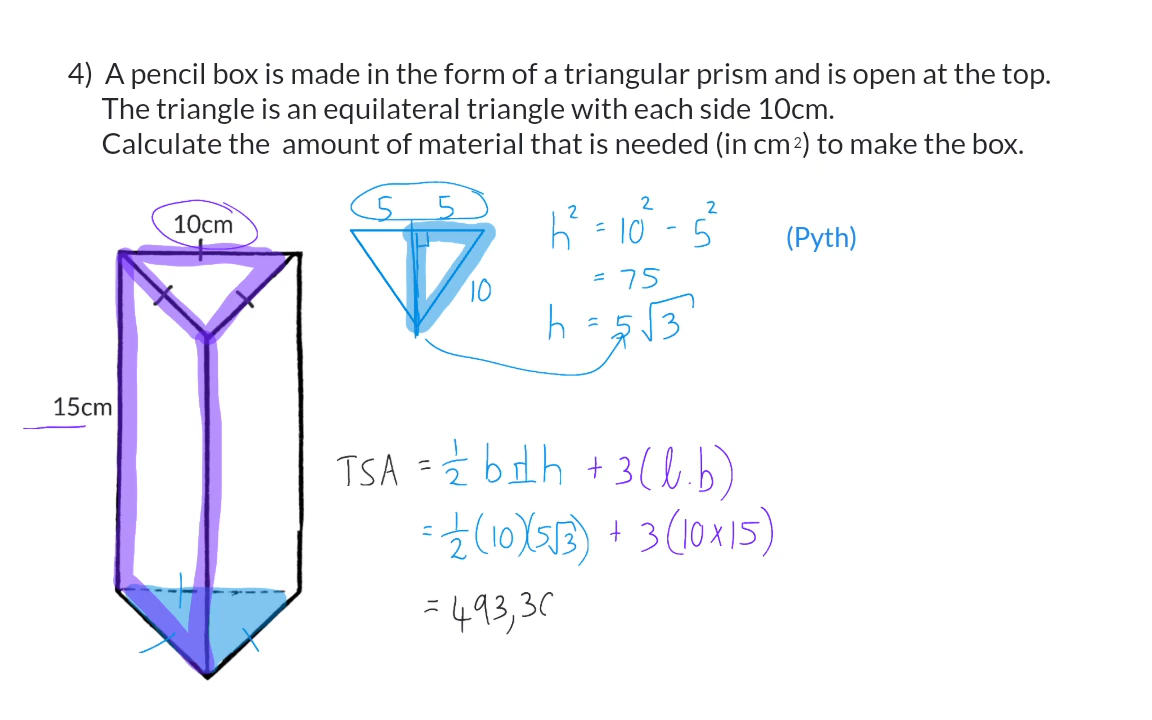 4) A pencil box is made in the form of a triangular prism and is open at the top.
The triangle is an equilateral triangle with each side 10cm.
Calculate the amount of material that is needed (in cm²) to make the box.
10cm
15cm
5 5
10
h² = 10² - 5² (Pyth)
= 75
h = 5√3
TSA = ½ b⊥h + 3(l.b)
= ½(10)(5√3) + 3(10×15)
= 493,3